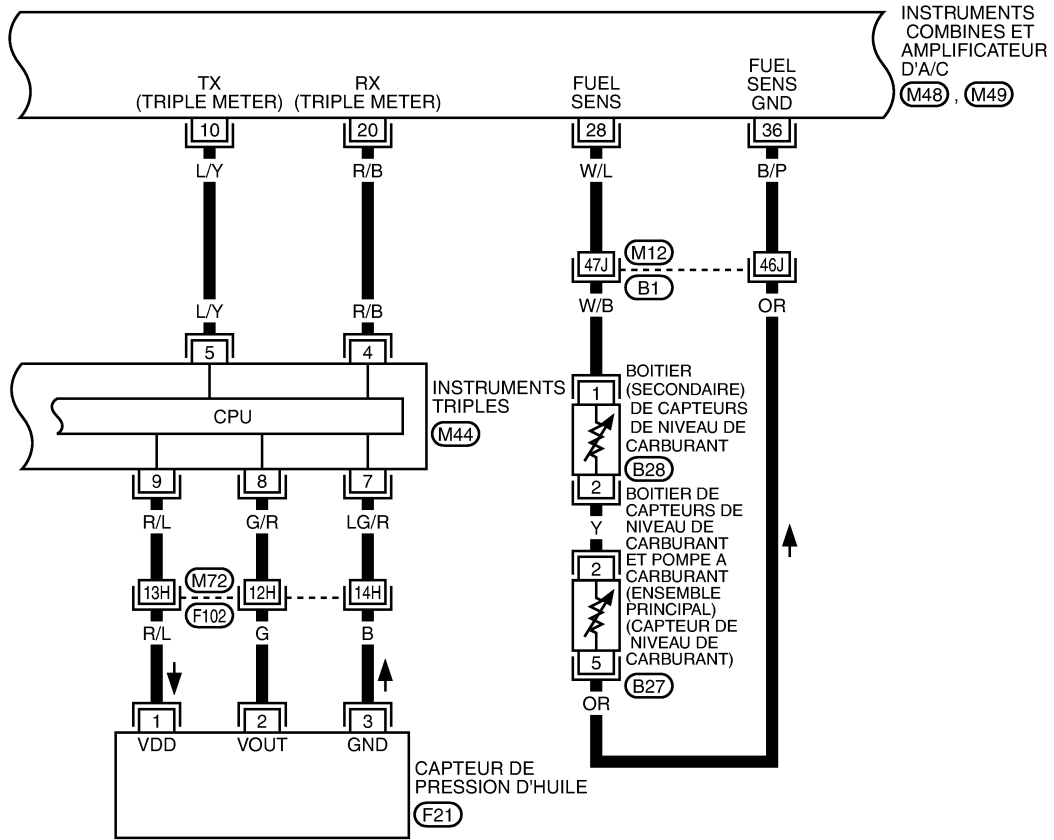 INSTRUMENTS
COMBINES ET
AMPLIFICATEUR
D'A/C
M48 , M49
TX
(TRIPLE METER)
RX
(TRIPLE METER)
FUEL
SENS
FUEL
SENS
GND
10
20
28
36
L/Y
R/B
W/L
B/P
47J
M12
B1
46J
L/Y
R/B
W/B
OR
5
4
CPU
INSTRUMENTS
TRIPLES
M44
1
BOITIER
(SECONDAIRE)
DE CAPTEURS
DE NIVEAU DE
CARBURANT
B28
2
9
8
7
R/L
G/R
LG/R
Y
BOITIER DE
CAPTEURS DE
NIVEAU DE
CARBURANT
ET POMPE A
CARBURANT
(ENSEMBLE
PRINCIPAL)
(CAPTEUR DE
NIVEAU DE
CARBURANT)
B27
2
5
OR
13H
M72
F102
12H
14H
R/L
G
B
1
2
3
VDD
VOUT
GND
CAPTEUR DE
PRESSION D'HUILE
F21